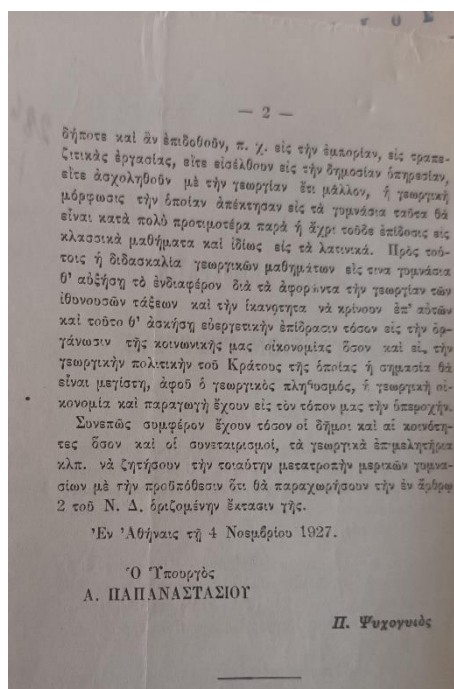 — 2 —
δήποτε καὶ ἂν ἐπιδοθοῦν, π. χ. εἰς τὴν ἐμπορίαν, εἰς τραπε-
ζιτικὰς ἐργασίας, εἴτε εἰσέλθουν εἰς τὴν δημοσίαν ὑπηρεσίαν,
εἴτε ἀσχοληθοῦν μὲ τὴν γεωργίαν ἔτι μάλλον, ἡ γεωργικὴ
μόρφωσις τὴν ὁποίαν ἀπέκτησαν εἰς τὰ γυμνάσια ταῦτα θὰ
εἶναι κατὰ πολὺ προτιμοτέρα παρὰ ἡ ἄχρι τοῦδε ἐπίδοσις εἰς
κλασσικὰ μαθήματα καὶ ἰδίως εἰς τὰ λατινικά. Πρὸς τού-
τοις ἡ διδασκαλία γεωργικῶν μαθημάτων εἴς τινα γυμνάσια
θ' αὐξήσῃ τὸ ἐνδιαφέρον διὰ τὰ ἀφορῶντα τὴν γεωργίαν τῶν
ἰθυνουσῶν τάξεων καὶ τὴν ἱκανότητα νὰ κρίνουν ἐπ' αὐτῶν
καὶ τοῦτο θ' ἀσκήσῃ εὐεργετικὴν ἐπίδρασιν τόσον εἰς τὴν ὀρ-
γάνωσιν τῆς κοινωνικῆς μας οἰκονομίας ὅσον καὶ εἰς τὴν
γεωργικὴν πολιτικὴν τοῦ Κράτους τῆς ὁποίας ἡ σημασία θὰ
εἶναι μεγίστη, ἀφοῦ ὁ γεωργικὸς πληθυσμός, ἡ γεωργικὴ οἰ-
κονομία καὶ παραγωγὴ ἔχουν εἰς τὸν τόπον μας τὴν ὑπεροχήν.
Συνεπῶς συμφέρον ἔχουν τόσον οἱ δῆμοι καὶ αἱ κοινότη-
τες ὅσον καὶ οἱ συνεταιρισμοί, τὰ γεωργικὰ ἐπιμελητήρια
κλπ. νὰ ζητήσουν τὴν τοιαύτην μετατροπὴν μερικῶν γυμνα-
σίων μὲ τὴν προϋπόθεσιν ὅτι θὰ παραχωρήσουν τὴν ἐν ἄρθρῳ
2 τοῦ Ν. Δ. ὁριζομένην ἔκτασιν γῆς.
Ἐν Ἀθήναις τῇ 4 Νοεμβρίου 1927.
Ὁ Ὑπουργὸς
Α. ΠΑΠΑΝΑΣΤΑΣΙΟΥ
Π. Ψυχογυιὸς